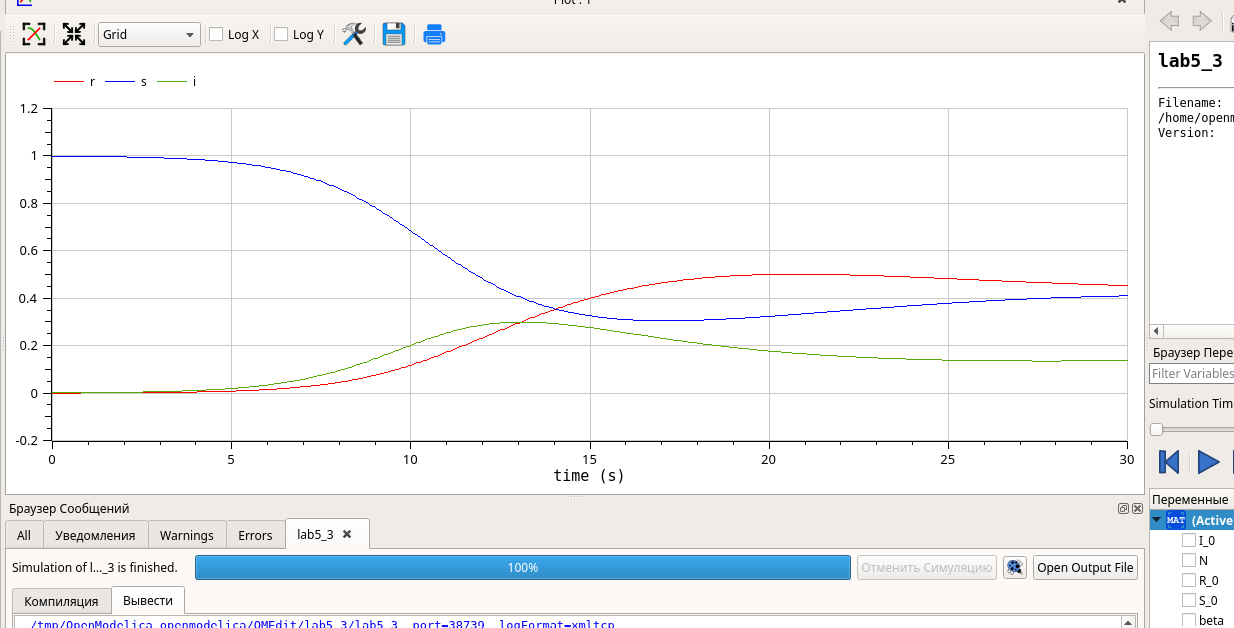 Grid
Log X
Log Y
r s i
1.2
1
0.8
0.6
0.4
0.2
0
-0.2
0 5 10 15 20 25 30
time (s)
Браузер Сообщений
All Уведомления Warnings Errors lab5_3
Simulation of l..._3 is finished.
100%
Отменить Симуляцию
Open Output File
Компиляция Вывести
/tmp/OpenModelica_openmodelica/OMEdit/lab5_3/lab5_3 port=38739 logFormat=xmltcp
lab5_3
Filename:
/home/openm
Version:
Браузер Пере
Filter Variables
Simulation Tim
Переменные
MAT (Active
I_0
N
R_0
S_0
beta